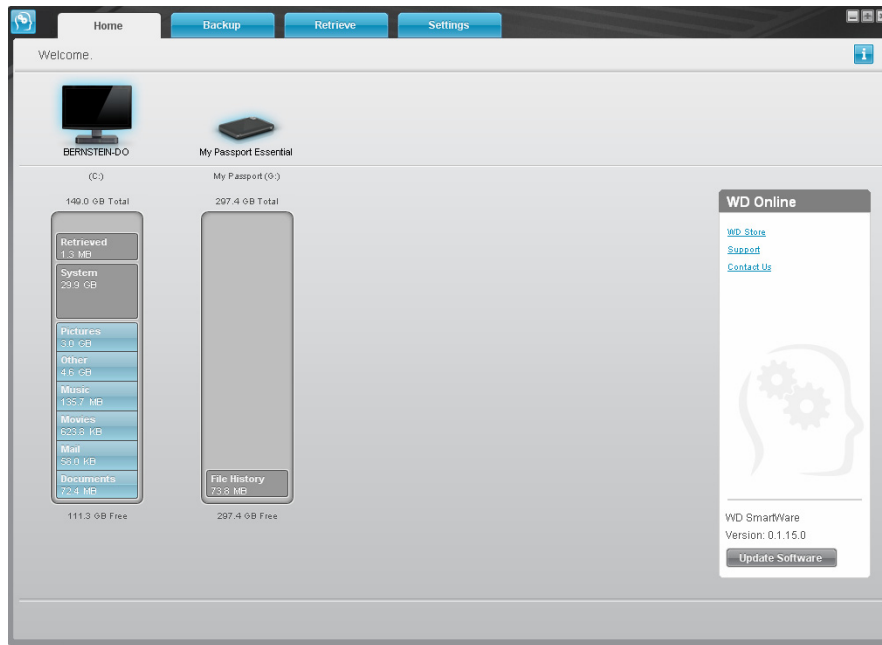 Home
Backup
Retrieve
Settings
Welcome.
BERNSTEIN-DO
My Passport Essential
(C:)
My Passport (G:)
149.0 GB Total
297.4 GB Total
Retrieved
1.3 MB
System
29.9 GB
Pictures
3.0 GB
Other
4.6 GB
Music
135.7 MB
Movies
623.8 KB
Mail
58.0 KB
Documents
72.4 MB
File History
73.8 MB
111.3 GB Free
297.4 GB Free
i
WD Online
WD Store
Support
Contact Us
WD SmartWare
Version: 0.1.15.0
Update Software